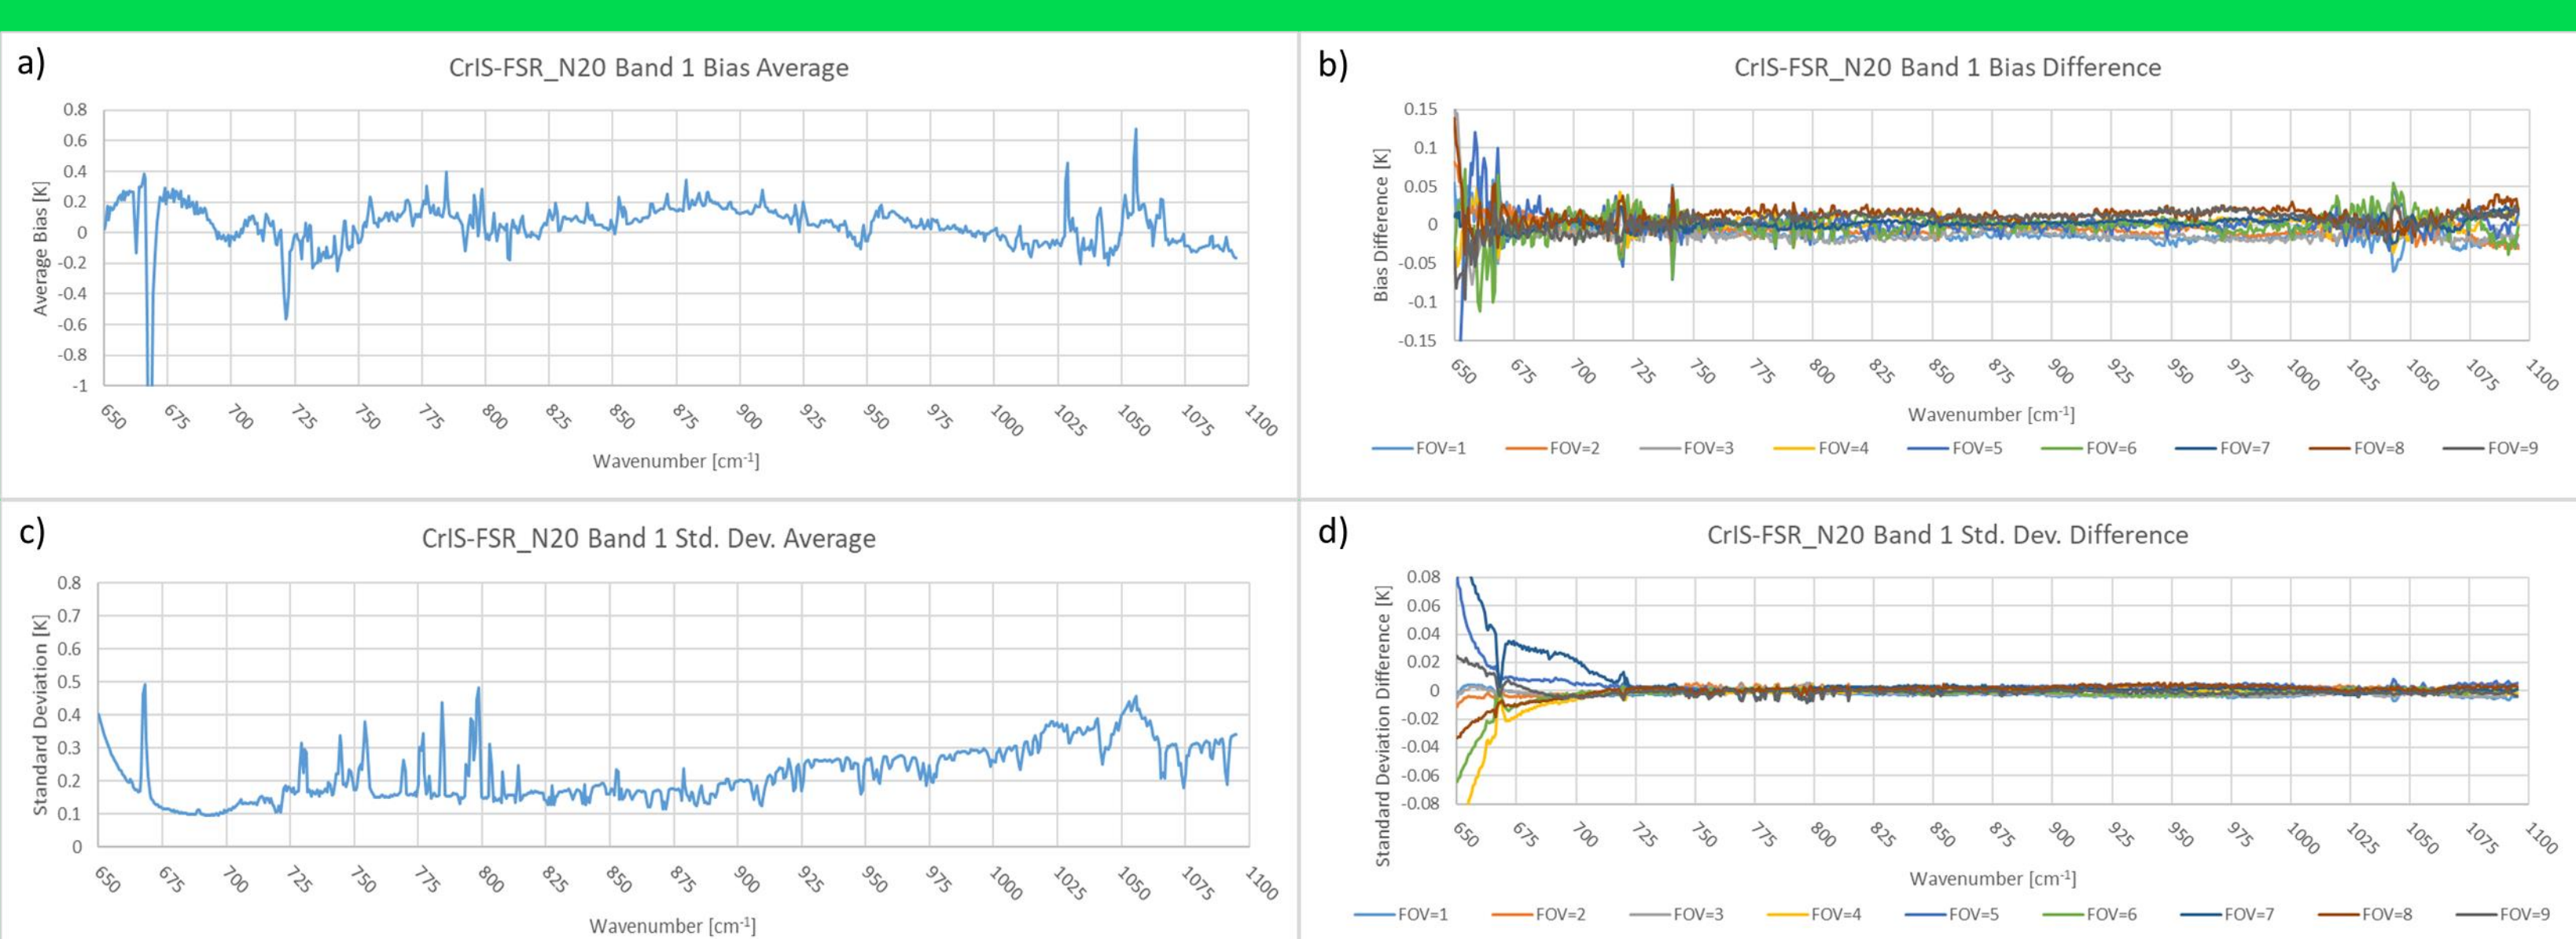 a)
CrIS-FSR_N20 Band 1 Bias Average
0.8
0.6
0.4
0.2
0
-0.2
-0.4
-0.6
-0.8
-1
Average Bias [K]
650 675 700 725 750 775 800 825 850 875 900 925 950 975 1000 1025 1050 1075 1100
Wavenumber [cm-1]
b)
CrIS-FSR_N20 Band 1 Bias Difference
0.15
0.1
0.05
0
-0.05
-0.1
-0.15
Bias Difference [K]
650 675 700 725 750 775 800 825 850 875 900 925 950 975 1000 1025 1050 1075 1100
Wavenumber [cm-1]
FOV=1 FOV=2 FOV=3 FOV=4 FOV=5 FOV=6 FOV=7 FOV=8 FOV=9
c)
CrIS-FSR_N20 Band 1 Std. Dev. Average
0.8
0.7
0.6
0.5
0.4
0.3
0.2
0.1
0
Standard Deviation [K]
650 675 700 725 750 775 800 825 850 875 900 925 950 975 1000 1025 1050 1075 1100
Wavenumber [cm-1]
d)
CrIS-FSR_N20 Band 1 Std. Dev. Difference
0.08
0.06
0.04
0.02
0
-0.02
-0.04
-0.06
-0.08
Standard Deviation Difference [K]
650 675 700 725 750 775 800 825 850 875 900 925 950 975 1000 1025 1050 1075 1100
Wavenumber [cm-1]
FOV=1 FOV=2 FOV=3 FOV=4 FOV=5 FOV=6 FOV=7 FOV=8 FOV=9